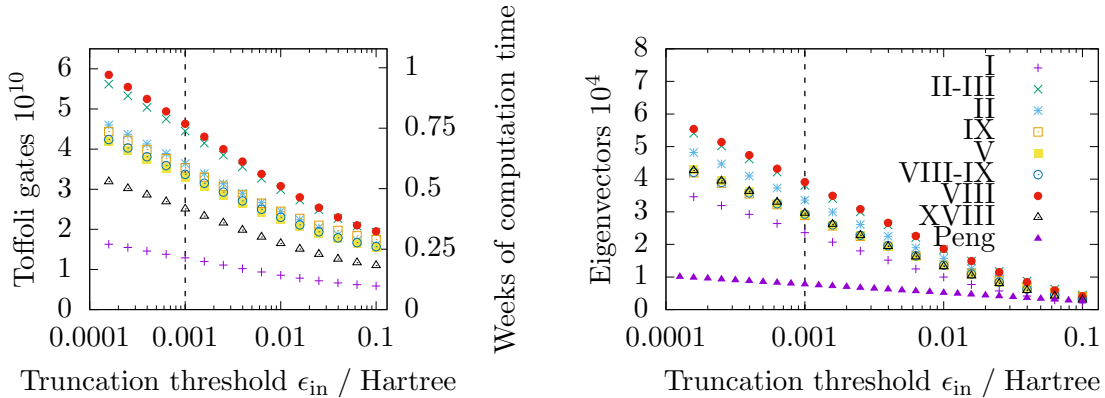 Toffoli gates 10^10
6
5
4
3
2
1
0
0.0001
0.001
0.01
0.1
Truncation threshold ϵ_in / Hartree
1
0.75
0.5
0.25
0
Weeks of computation time
Eigenvectors 10^4
8
7
6
5
4
3
2
1
0
0.0001
0.001
0.01
0.1
Truncation threshold ϵ_in / Hartree
I
II-III
II
IX
V
VIII-IX
VIII
XVIII
Peng